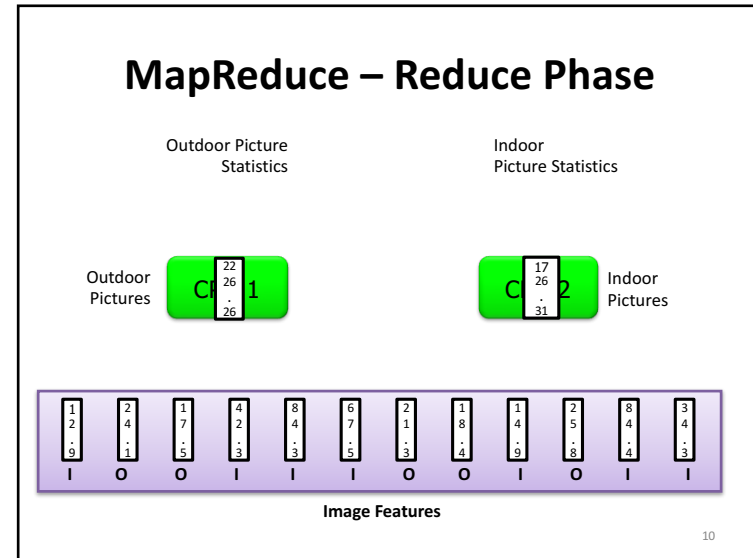 MapReduce – Reduce Phase
Outdoor Picture
Statistics
Indoor
Picture Statistics
Outdoor
Pictures
22
26
.
26
1
17
26
.
31
2
Indoor
Pictures
1 2 1 4 8 6 2 1 1 2 8 3
2 4 7 2 4 7 1 8 4 5 4 4
. . . . . . . . . . . .
9 1 5 3 3 5 3 4 9 8 4 3
I O O I I I O O I O I I
Image Features
10